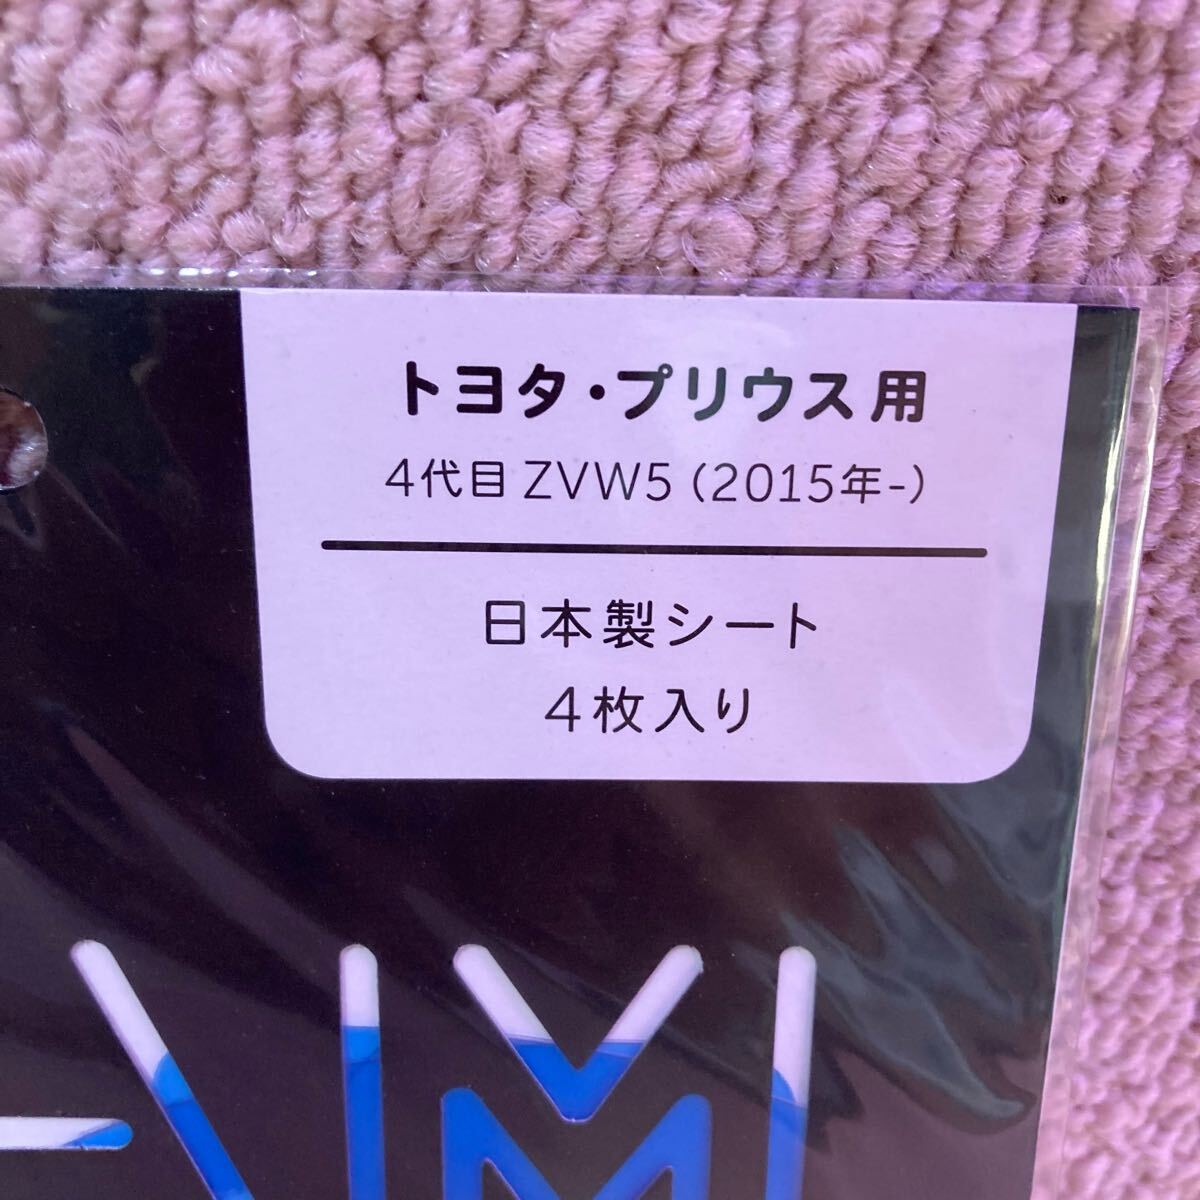 トヨタ・プリウス用
4代目 ZVW5 (2015年-)
日本製シート
4枚入り